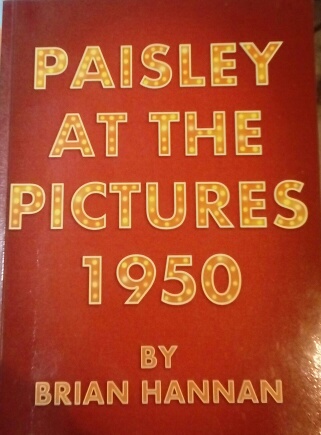 PAISLEY
AT THE
PICTURES
1950
BY
BRIAN HANNAN